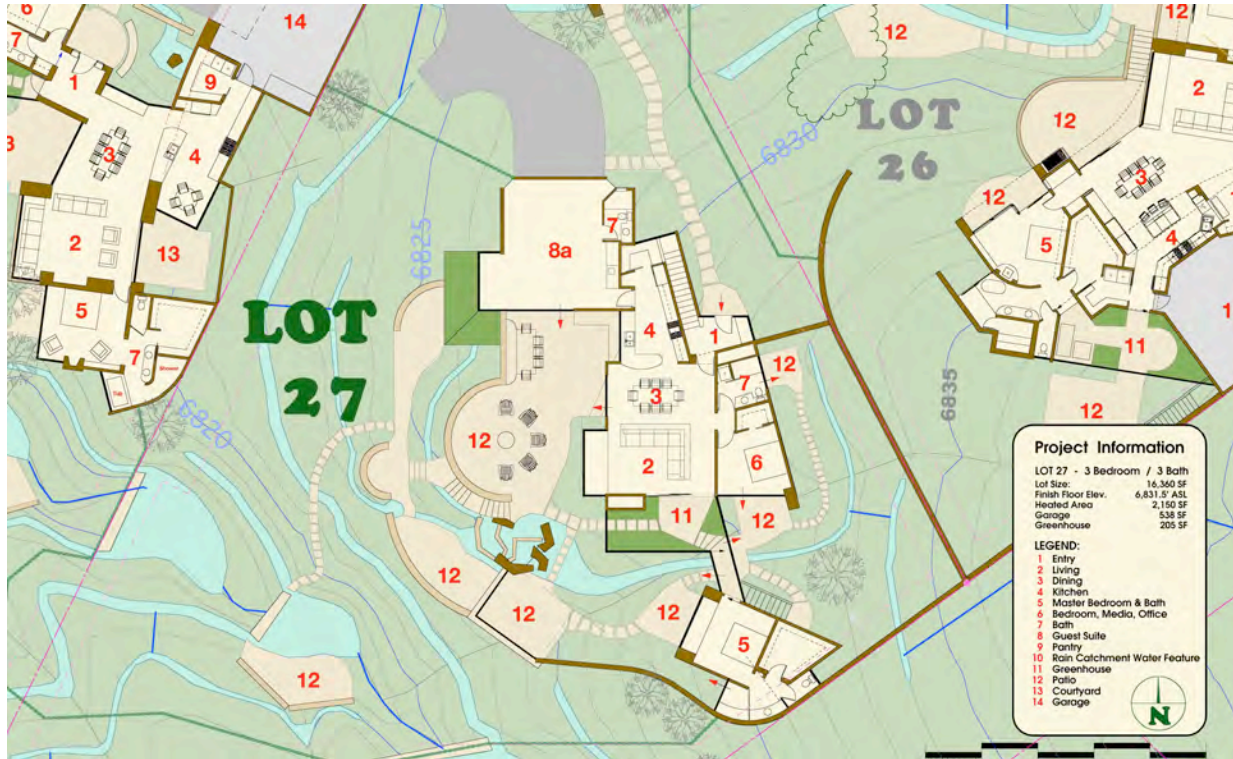 6
14
12
12
7
1
9
2
LOT
26
6830
12
3
3
4
12
3
7
4
2
13
6825
8a
5
5
LOT
27
4
1
11
7
12
7
Shower
Tub
3
6835
12
6820
12
2
6
11
12
12
12
12
5
12
Project Information
LOT 27 - 3 Bedroom / 3 Bath
Lot Size: 16,360 SF
Finish Floor Elev. 6,831.5' ASL
Heated Area 2,150 SF
Garage 538 SF
Greenhouse 205 SF
LEGEND:
1 Entry
2 Living
3 Dining
4 Kitchen
5 Master Bedroom & Bath
6 Bedroom, Media, Office
7 Bath
8 Guest Suite
9 Pantry
10 Rain Catchment Water Feature
11 Greenhouse
12 Patio
13 Courtyard
14 Garage
N